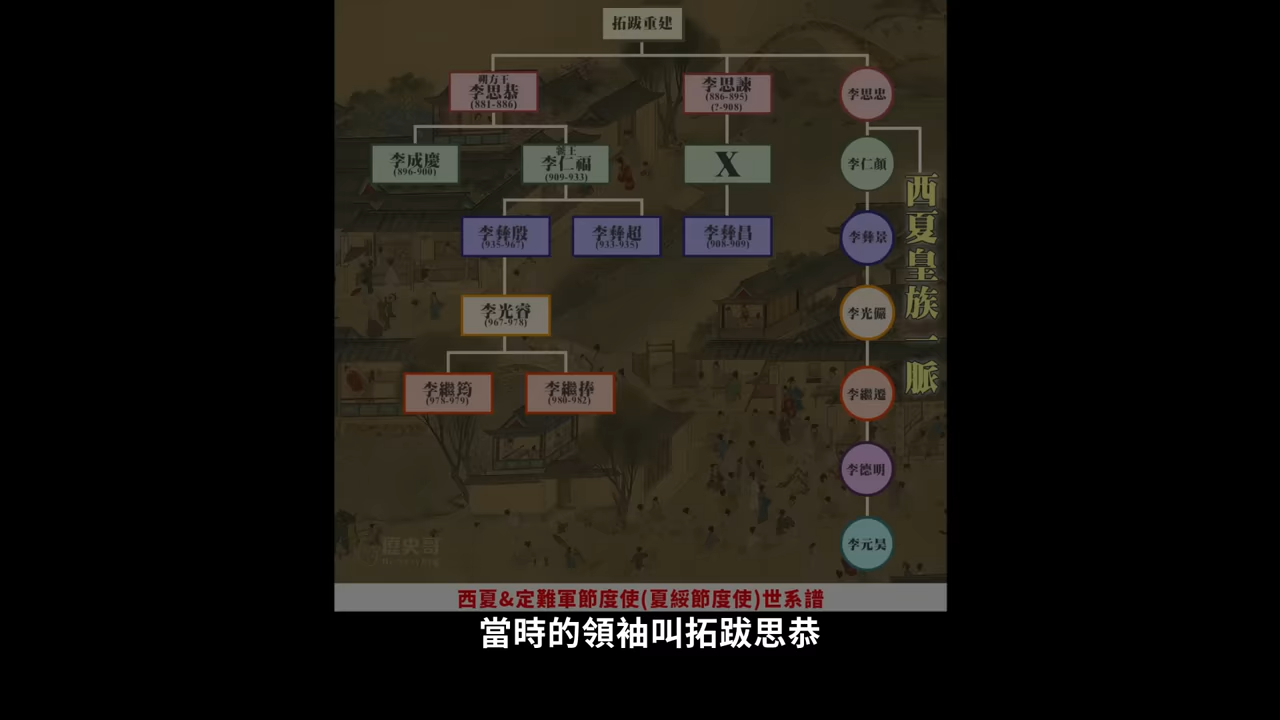 拓跋重建
朔方王
李思恭
(881-886)
李思諫
(886-895)
(?-908)
李思忠
李成慶
(896-900)
李仁福
(909-933)
X
李仁顏
李彝殷
(935-967)
李彝超
(933-935)
李彝昌
(908-909)
李彝景
李光睿
(967-978)
李光儼
李繼筠
(978-979)
李繼捧
(980-982)
李繼遷
李德明
李元昊
西夏皇族一脈
歷史哥
西夏&定難軍節度使(夏綏節度使)世系譜
當時的領袖叫拓跋思恭